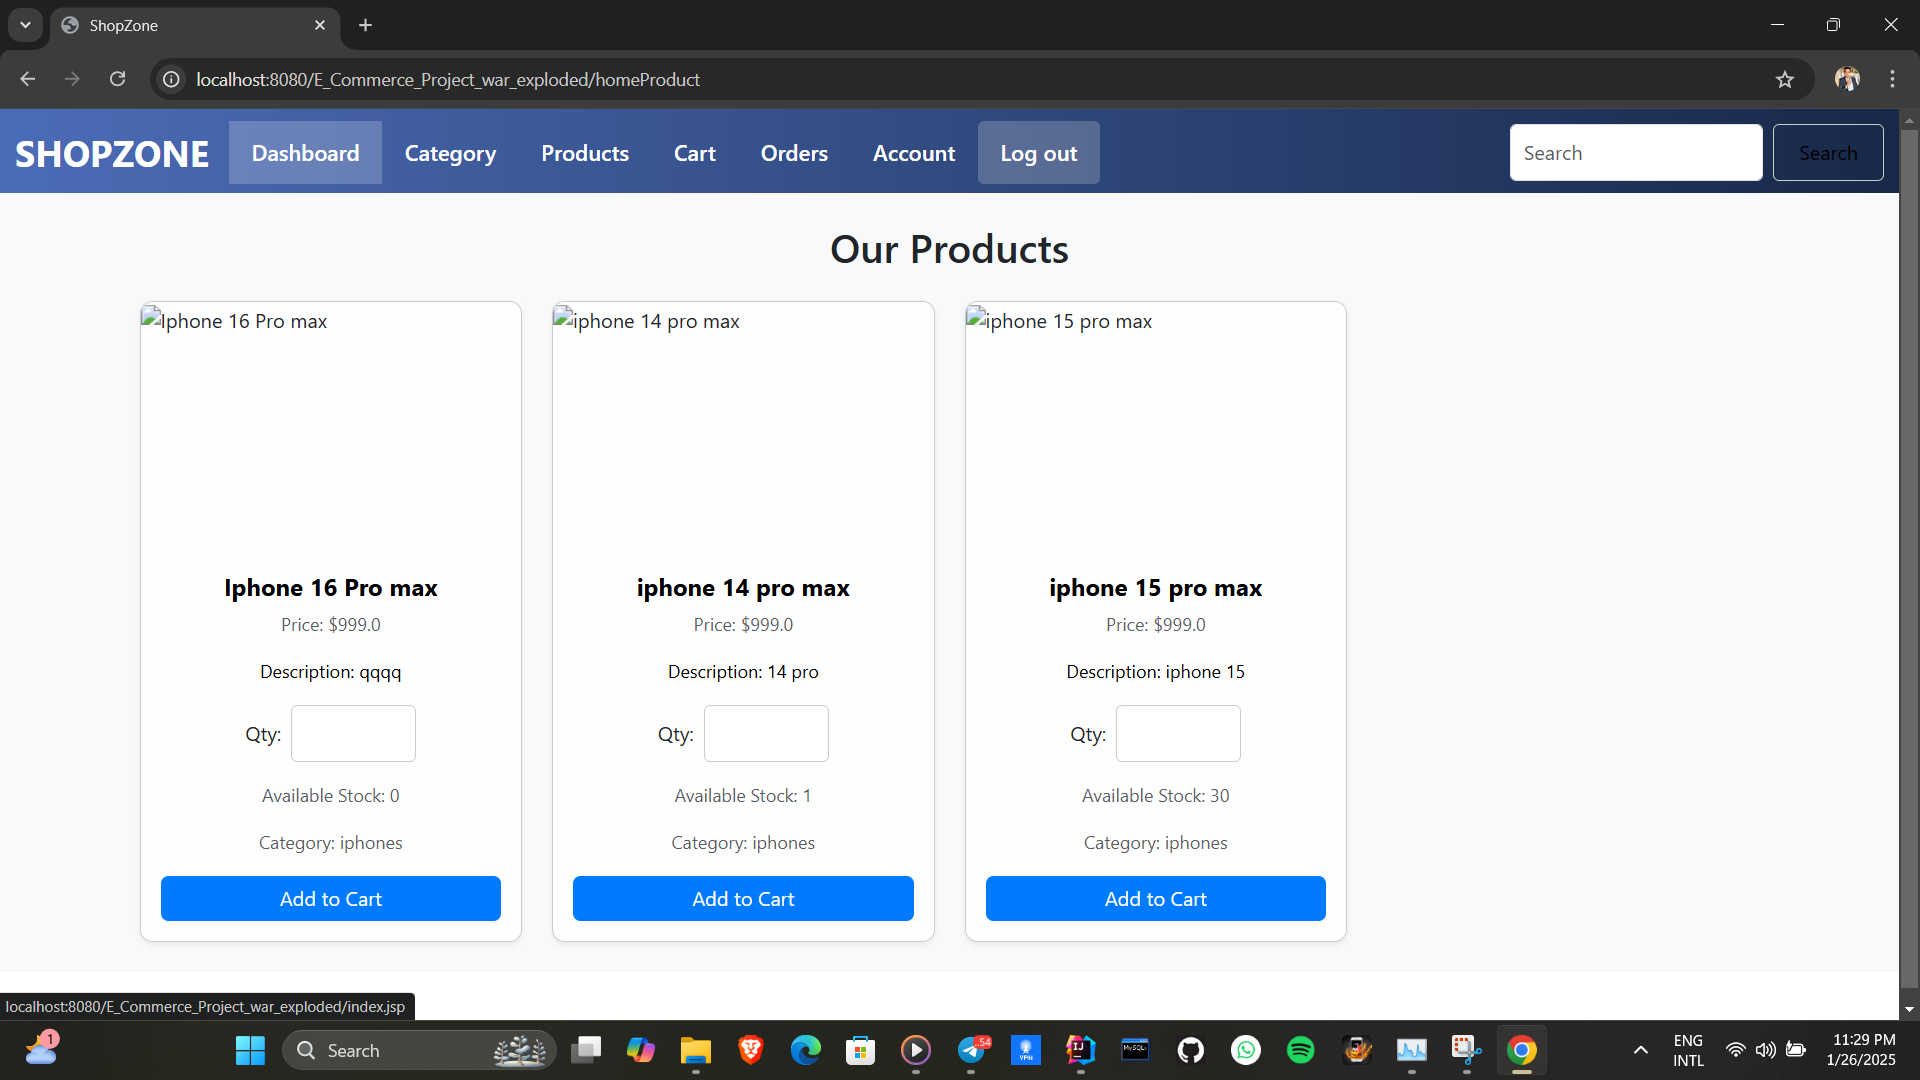 ShopZone
localhost:8080/E_Commerce_Project_war_exploded/homeProduct
SHOPZONE Dashboard Category Products Cart Orders Account Log out Search Search
Our Products
Iphone 16 Pro max iphone 14 pro max iphone 15 pro max
Iphone 16 Pro max iphone 14 pro max iphone 15 pro max
Price: $999.0 Price: $999.0 Price: $999.0
Description: qqqq Description: 14 pro Description: iphone 15
Qty: Qty: Qty:
Available Stock: 0 Available Stock: 1 Available Stock: 30
Category: iphones Category: iphones Category: iphones
Add to Cart Add to Cart Add to Cart
localhost:8080/E_Commerce_Project_war_exploded/index.jsp
1 Search VPN 54 IJ MySQL ENG 11:29 PM
INTL 1/26/2025